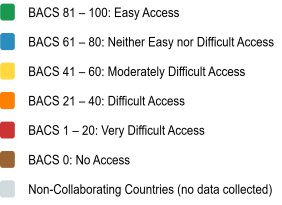 BACS 81 – 100: Easy Access
BACS 61 – 80: Neither Easy nor Difficult Access
BACS 41 – 60: Moderately Difficult Access
BACS 21 – 40: Difficult Access
BACS 1 – 20: Very Difficult Access
BACS 0: No Access
Non-Collaborating Countries (no data collected)